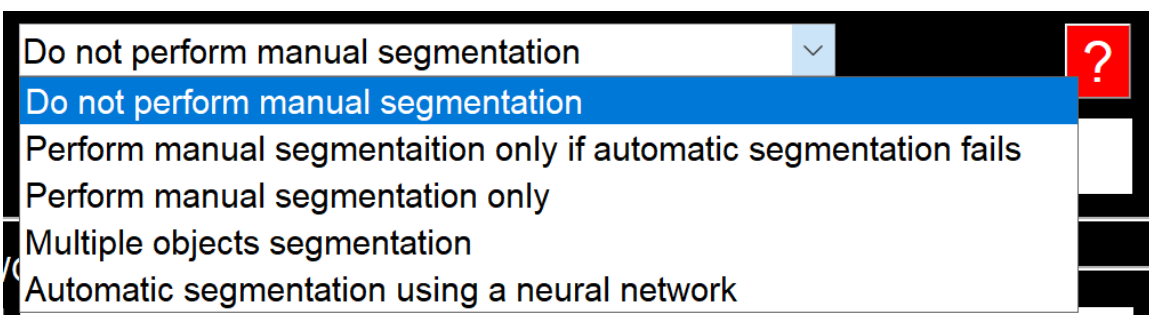 Do not perform manual segmentation
?
Do not perform manual segmentation
Perform manual segmentaition only if automatic segmentation fails
Perform manual segmentation only
Multiple objects segmentation
Automatic segmentation using a neural network